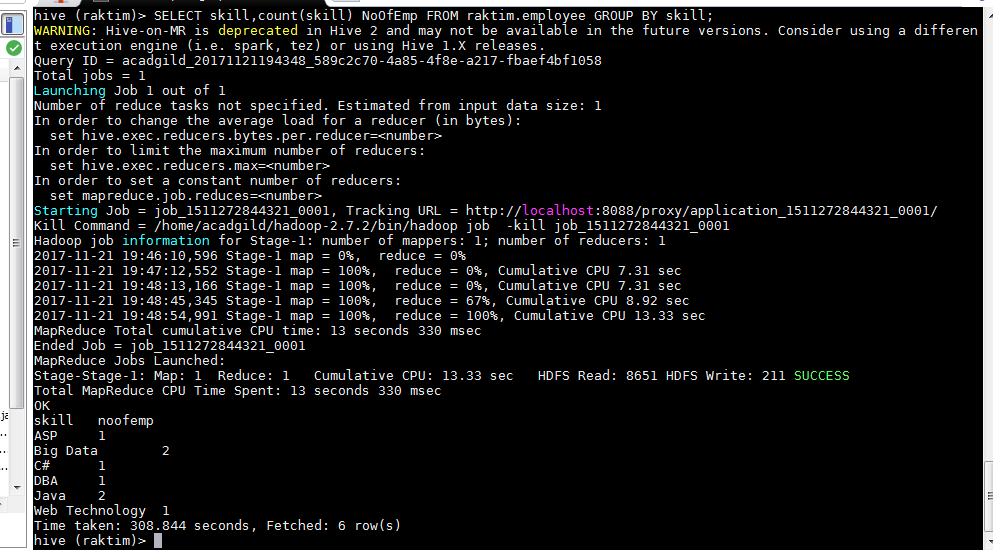 hive (raktim)> SELECT skill,count(skill) NoOfEmp FROM raktim.employee GROUP BY skill;
WARNING: Hive-on-MR is deprecated in Hive 2 and may not be available in the future versions. Consider using a differen
t execution engine (i.e. spark, tez) or using Hive 1.X releases.
Query ID = acadgild_20171121194348_589c2c70-4a85-4f8e-a217-fbaef4bf1058
Total jobs = 1
Launching Job 1 out of 1
Number of reduce tasks not specified. Estimated from input data size: 1
In order to change the average load for a reducer (in bytes):
  set hive.exec.reducers.bytes.per.reducer=<number>
In order to limit the maximum number of reducers:
  set hive.exec.reducers.max=<number>
In order to set a constant number of reducers:
  set mapreduce.job.reduces=<number>
Starting Job = job_1511272844321_0001, Tracking URL = http://localhost:8088/proxy/application_1511272844321_0001/
Kill Command = /home/acadgild/hadoop-2.7.2/bin/hadoop job  -kill job_1511272844321_0001
Hadoop job information for Stage-1: number of mappers: 1; number of reducers: 1
2017-11-21 19:46:10,596 Stage-1 map = 0%,  reduce = 0%
2017-11-21 19:47:12,552 Stage-1 map = 100%,  reduce = 0%, Cumulative CPU 7.31 sec
2017-11-21 19:48:13,166 Stage-1 map = 100%,  reduce = 0%, Cumulative CPU 7.31 sec
2017-11-21 19:48:45,345 Stage-1 map = 100%,  reduce = 67%, Cumulative CPU 8.92 sec
2017-11-21 19:48:54,991 Stage-1 map = 100%,  reduce = 100%, Cumulative CPU 13.33 sec
MapReduce Total cumulative CPU time: 13 seconds 330 msec
Ended Job = job_1511272844321_0001
MapReduce Jobs Launched:
Stage-Stage-1: Map: 1  Reduce: 1   Cumulative CPU: 13.33 sec   HDFS Read: 8651 HDFS Write: 211 SUCCESS
Total MapReduce CPU Time Spent: 13 seconds 330 msec
OK
skill   noofemp
ASP     1
Big Data        2
C#      1
DBA     1
Java    2
Web Technology  1
Time taken: 308.844 seconds, Fetched: 6 row(s)
hive (raktim)>